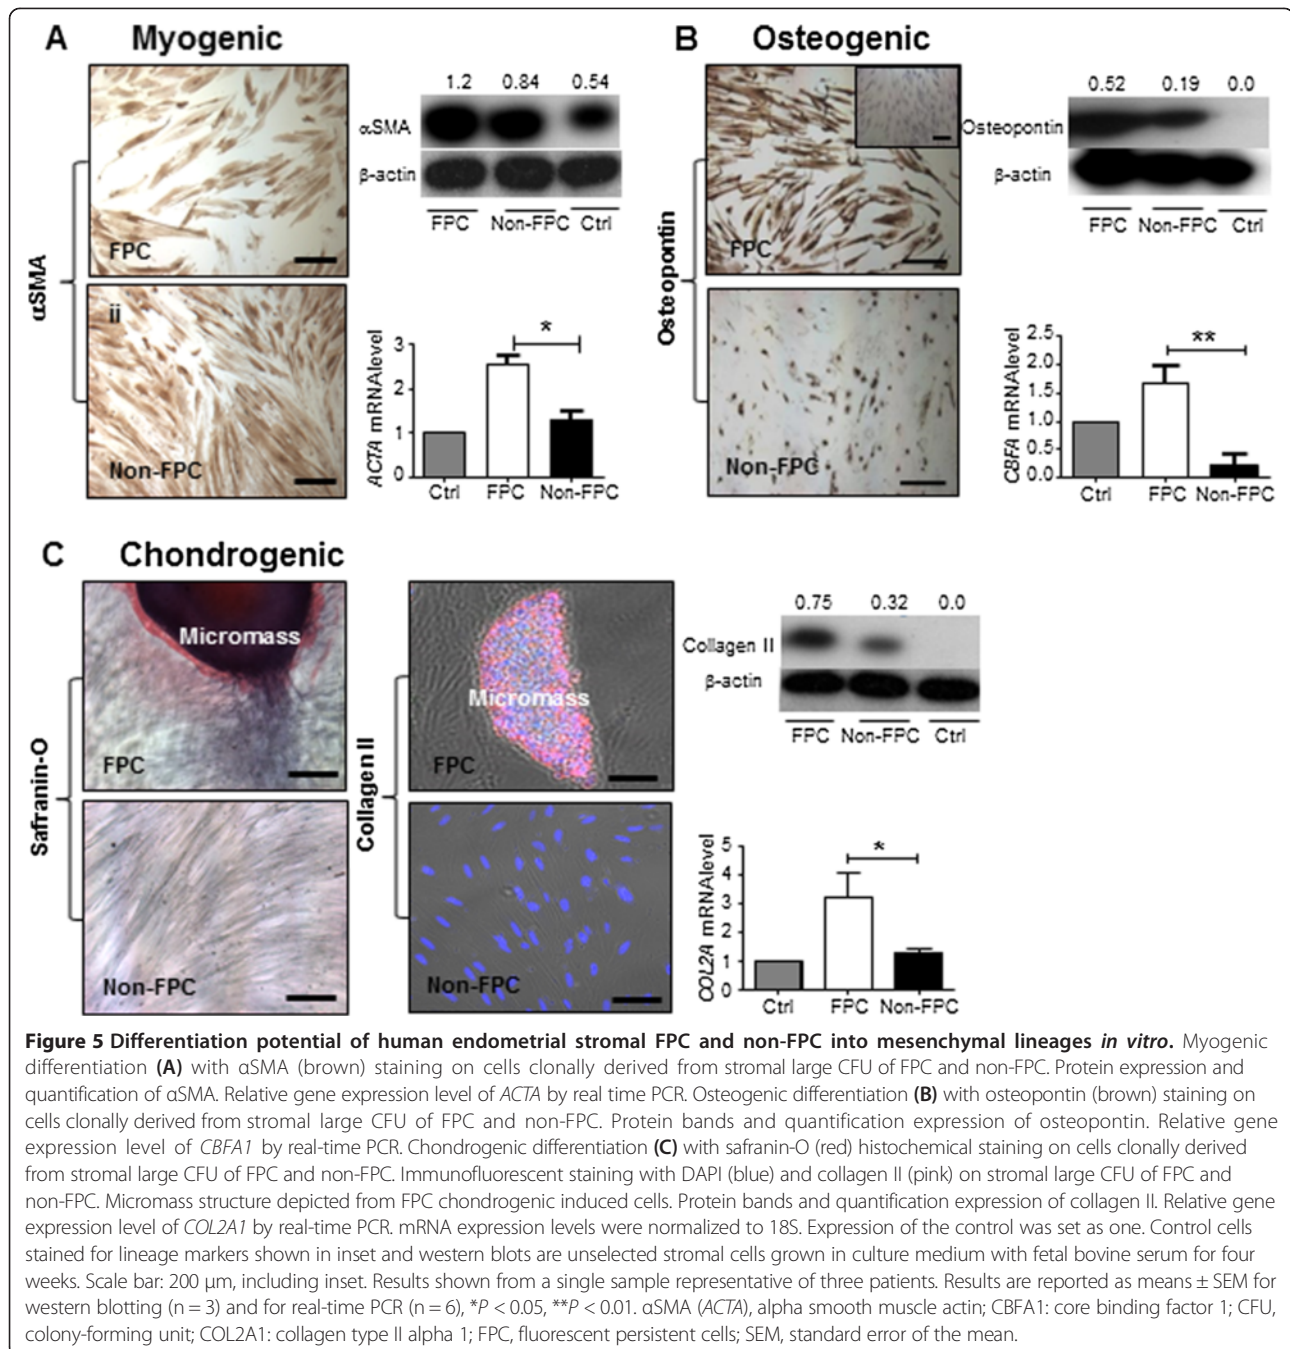 A Myogenic
1.2 0.84 0.54
αSMA
β-actin
FPC Non-FPC Ctrl
αSMA
FPC
ii
Non-FPC
ACTA mRNAlevel
3
2
1
0
*
Ctrl FPC Non-FPC
B Osteogenic
0.52 0.19 0.0
Osteopontin
β-actin
FPC Non-FPC Ctrl
Osteopontin
FPC
Non-FPC
CBFA mRNAlevel
2.5
2.0
1.5
1.0
0.5
0.0
**
Ctrl FPC Non-FPC
C Chondrogenic
Safranin-O
Micromass
FPC
Non-FPC
Collagen II
Micromass
FPC
Non-FPC
0.75 0.32 0.0
Collagen II
β-actin
FPC Non-FPC Ctrl
COL2A mRNAlevel
5
4
3
2
1
0
*
Ctrl FPC Non-FPC
Figure 5 Differentiation potential of human endometrial stromal FPC and non-FPC into mesenchymal lineages in vitro. Myogenic
differentiation (A) with αSMA (brown) staining on cells clonally derived from stromal large CFU of FPC and non-FPC. Protein expression and
quantification of αSMA. Relative gene expression level of ACTA by real time PCR. Osteogenic differentiation (B) with osteopontin (brown) staining on
cells clonally derived from stromal large CFU of FPC and non-FPC. Protein bands and quantification expression of osteopontin. Relative gene
expression level of CBFA1 by real-time PCR. Chondrogenic differentiation (C) with safranin-O (red) histochemical staining on cells clonally derived
from stromal large CFU of FPC and non-FPC. Immunofluorescent staining with DAPI (blue) and collagen II (pink) on stromal large CFU of FPC and
non-FPC. Micromass structure depicted from FPC chondrogenic induced cells. Protein bands and quantification expression of collagen II. Relative gene
expression level of COL2A1 by real-time PCR. mRNA expression levels were normalized to 18S. Expression of the control was set as one. Control cells
stained for lineage markers shown in inset and western blots are unselected stromal cells grown in culture medium with fetal bovine serum for four
weeks. Scale bar: 200 μm, including inset. Results shown from a single sample representative of three patients. Results are reported as means ± SEM for
western blotting (n = 3) and for real-time PCR (n = 6), *P < 0.05, **P < 0.01. αSMA (ACTA), alpha smooth muscle actin; CBFA1: core binding factor 1; CFU,
colony-forming unit; COL2A1: collagen type II alpha 1; FPC, fluorescent persistent cells; SEM, standard error of the mean.